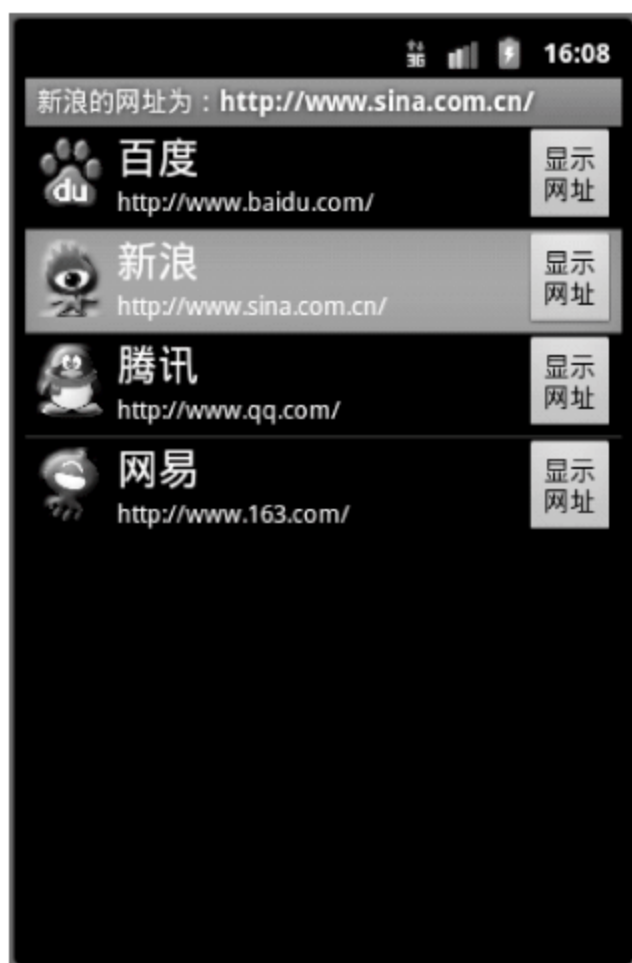 3G 16:08
新浪的网址为：http://www.sina.com.cn/
du
百度
http://www.baidu.com/
显示
网址
新浪
http://www.sina.com.cn/
显示
网址
腾讯
http://www.qq.com/
显示
网址
网易
http://www.163.com/
显示
网址